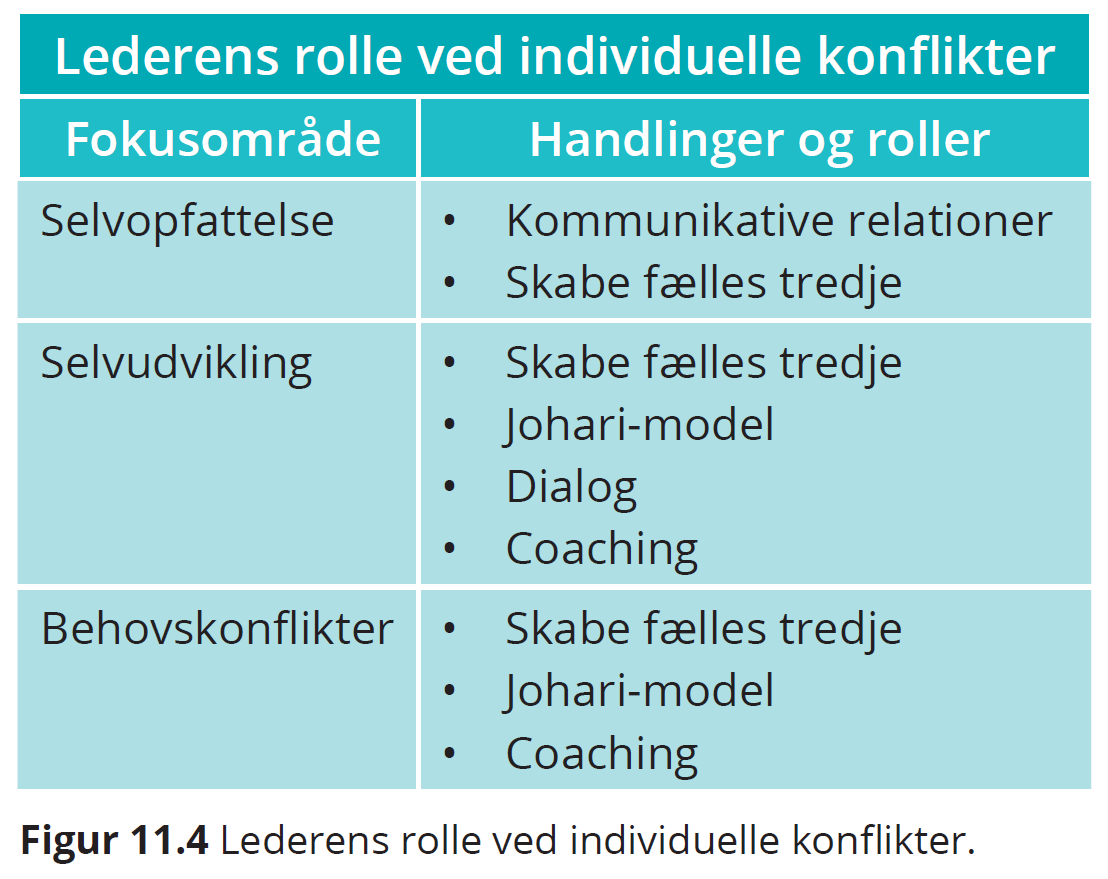 Lederens rolle ved individuelle konflikter
Fokusområde
Handlinger og roller
Selvopfattelse
• Kommunikative relationer
• Skabe fælles tredje
Selvudvikling
• Skabe fælles tredje
• Johari-model
• Dialog
• Coaching
Behovskonflikter
• Skabe fælles tredje
• Johari-model
• Coaching
Figur 11.4 Lederens rolle ved individuelle konflikter.